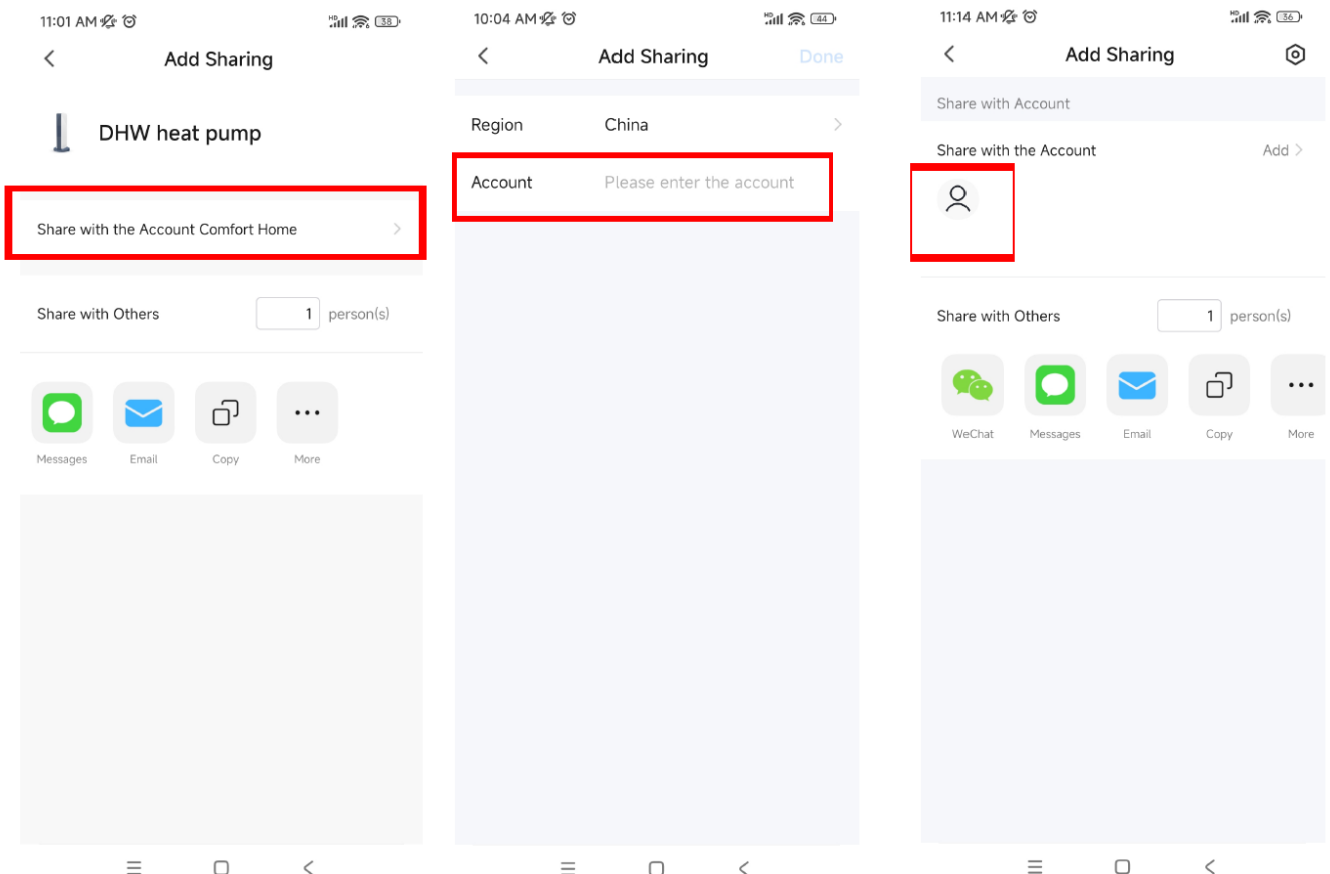 11:01 AM
38
Add Sharing
DHW heat pump
Share with the Account Comfort Home
Share with Others
1 person(s)
Messages
Email
Copy
More
10:04 AM
HD
44
Add Sharing
Done
Region
China
Account
Please enter the account
11:14 AM
HD
36
Add Sharing
Share with Account
Share with the Account
Add
Share with Others
1 person(s)
WeChat
Messages
Email
Copy
More